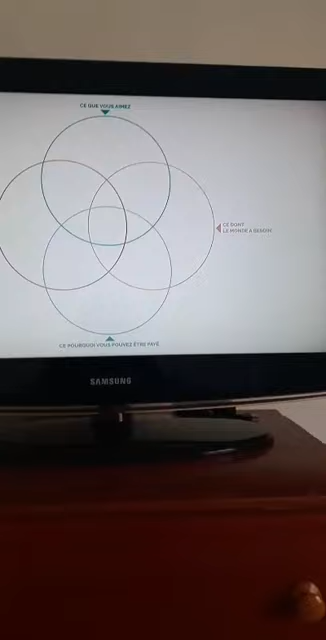 CE QUE VOUS AIMEZ
CE DONT
LE MONDE A BESOIN
CE POURQUOI VOUS POUVEZ ÊTRE PAYÉ
SAMSUNG